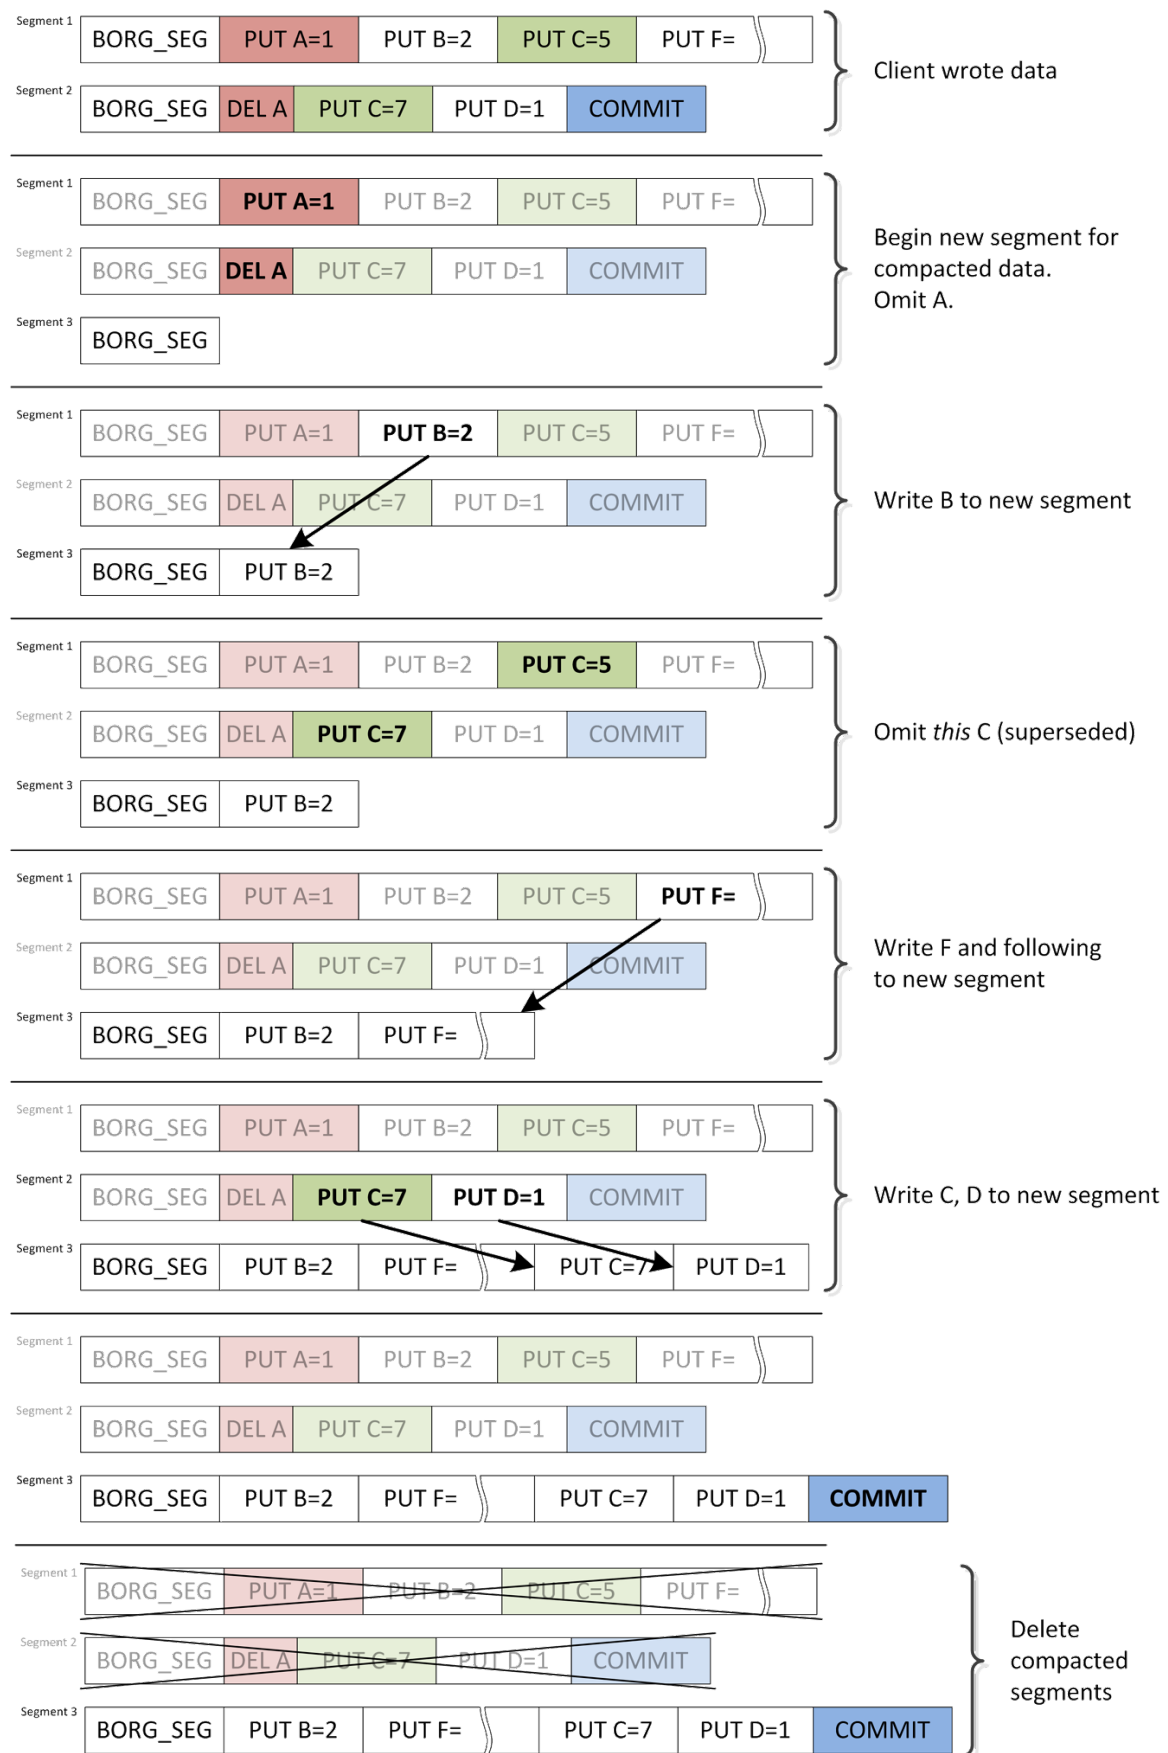 Segment 1
BORG_SEG PUT A=1 PUT B=2 PUT C=5 PUT F=
Segment 2
BORG_SEG DEL A PUT C=7 PUT D=1 COMMIT
Client wrote data
Segment 1
BORG_SEG PUT A=1 PUT B=2 PUT C=5 PUT F=
Segment 2
BORG_SEG DEL A PUT C=7 PUT D=1 COMMIT
Segment 3
BORG_SEG
Begin new segment for
compacted data.
Omit A.
Segment 1
BORG_SEG PUT A=1 PUT B=2 PUT C=5 PUT F=
Segment 2
BORG_SEG DEL A PUT C=7 PUT D=1 COMMIT
Segment 3
BORG_SEG PUT B=2
Write B to new segment
Segment 1
BORG_SEG PUT A=1 PUT B=2 PUT C=5 PUT F=
Segment 2
BORG_SEG DEL A PUT C=7 PUT D=1 COMMIT
Segment 3
BORG_SEG PUT B=2
Omit this C (superseded)
Segment 1
BORG_SEG PUT A=1 PUT B=2 PUT C=5 PUT F=
Segment 2
BORG_SEG DEL A PUT C=7 PUT D=1 COMMIT
Segment 3
BORG_SEG PUT B=2 PUT F=
Write F and following
to new segment
Segment 1
BORG_SEG PUT A=1 PUT B=2 PUT C=5 PUT F=
Segment 2
BORG_SEG DEL A PUT C=7 PUT D=1 COMMIT
Segment 3
BORG_SEG PUT B=2 PUT F= PUT C=7 PUT D=1
Write C, D to new segment
Segment 1
BORG_SEG PUT A=1 PUT B=2 PUT C=5 PUT F=
Segment 2
BORG_SEG DEL A PUT C=7 PUT D=1 COMMIT
Segment 3
BORG_SEG PUT B=2 PUT F= PUT C=7 PUT D=1 COMMIT
Segment 1
BORG_SEG PUT A=1 PUT B=2 PUT C=5 PUT F=
Segment 2
BORG_SEG DEL A PUT C=7 PUT D=1 COMMIT
Segment 3
BORG_SEG PUT B=2 PUT F= PUT C=7 PUT D=1 COMMIT
Delete
compacted
segments